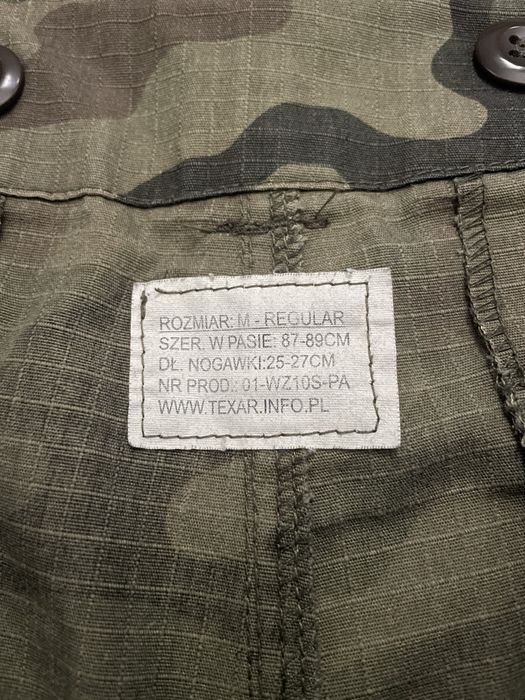 ROZMIAR: M - REGULAR
SZER. W PASIE: 87-89CM
DŁ. NOGAWKI:25-27CM
NR PROD.: 01-WZ10S-PA
WWW.TEXAR.INFO.PL